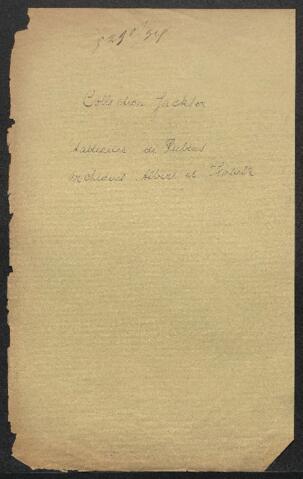 Collection Jackson
tableaux de Rubens
archiducs Albert et Isabelle